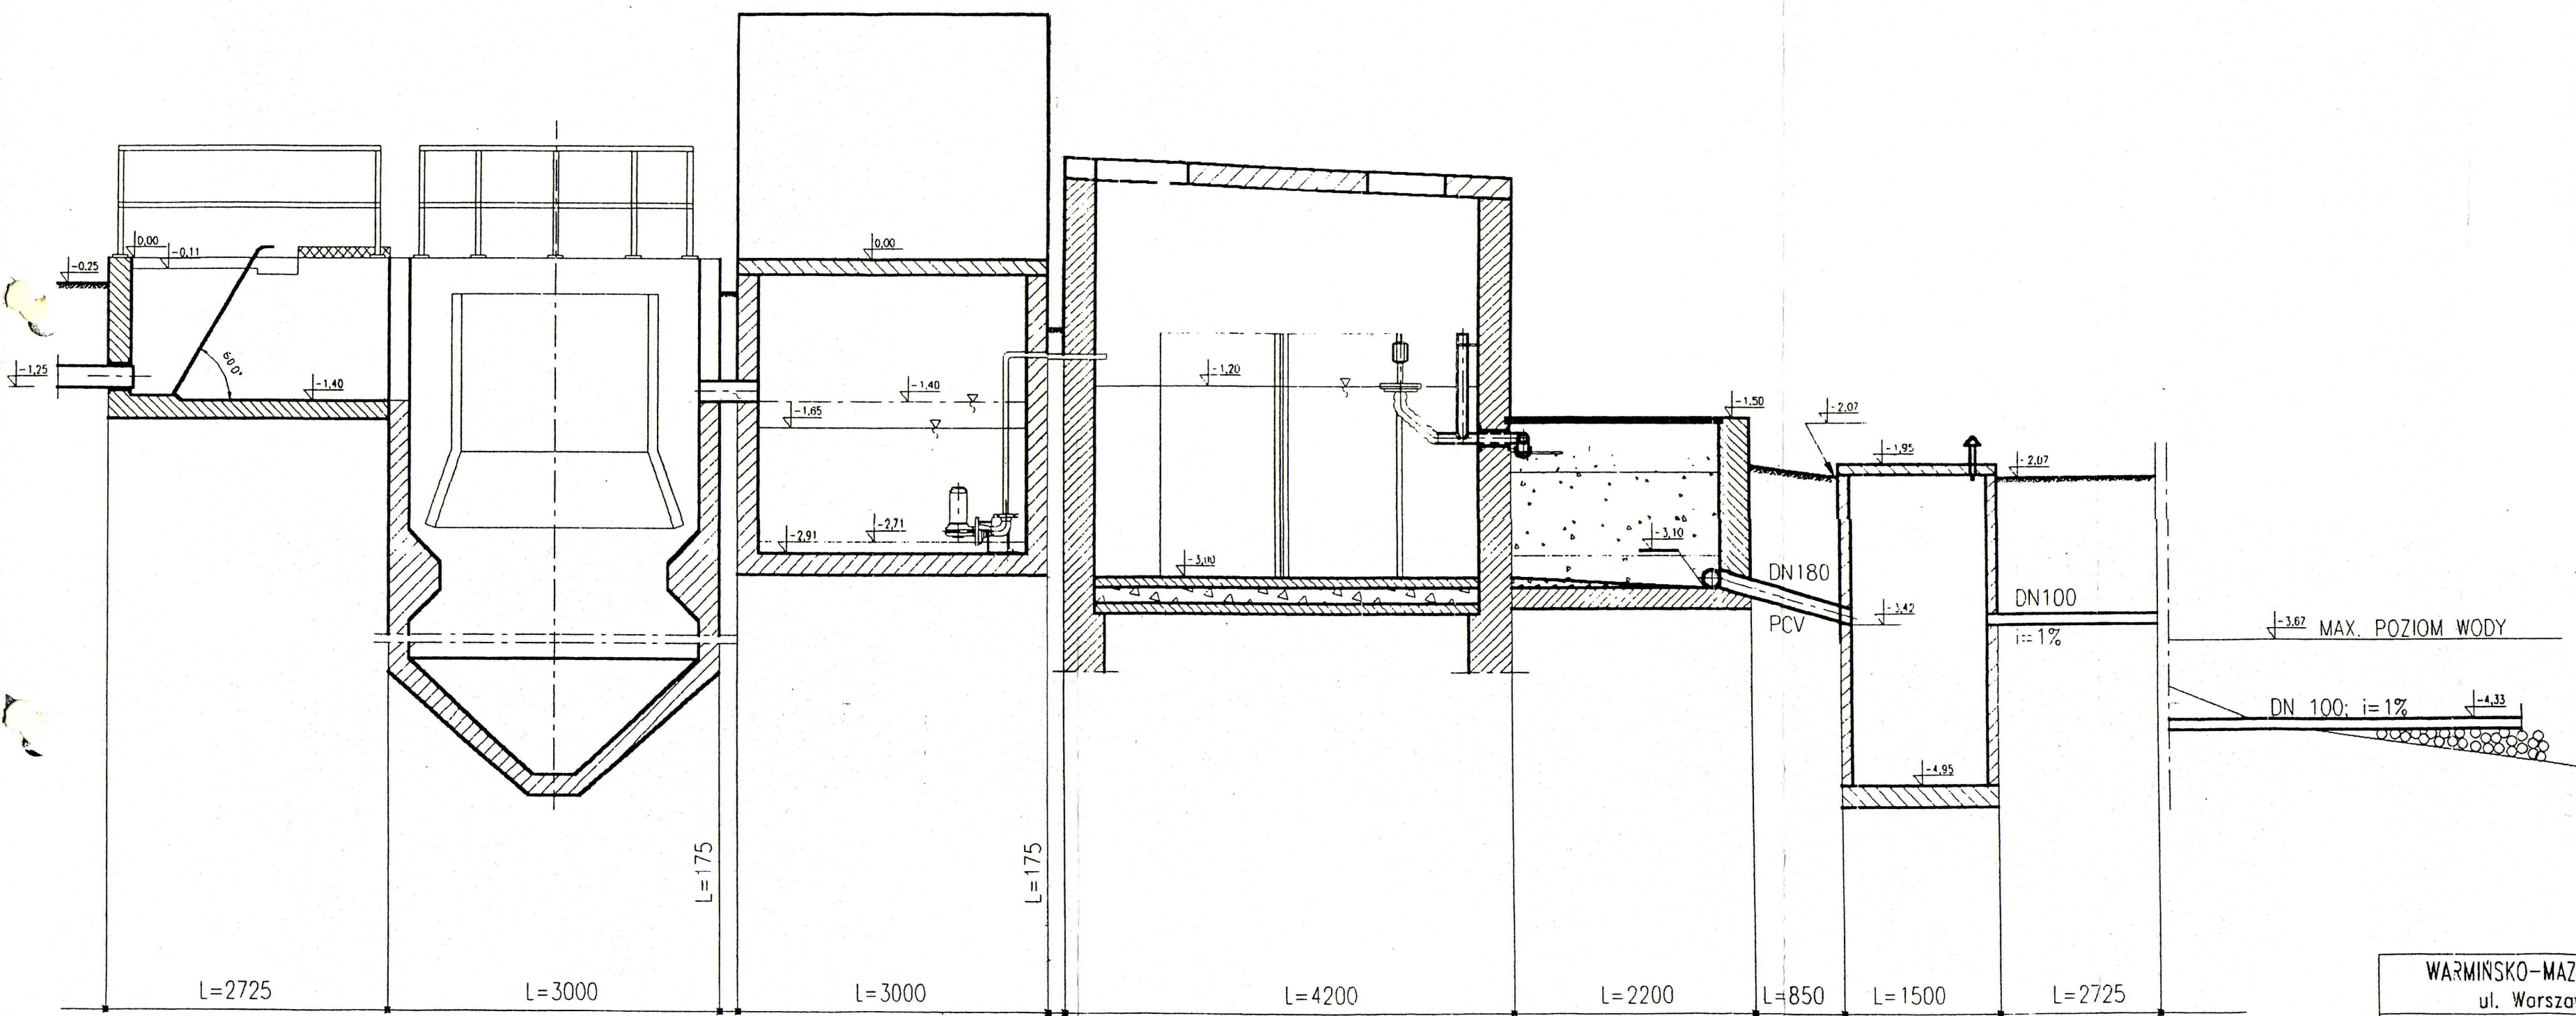 0,00
-0,11
-0,25
-1,25
600°
-1,40
0,00
-1,40
-1,65
-2,91
-2,71
-1,20
-3,00
-1,50
-2,07
-1,95
-2,07
-3,10
DN180
PCV
-3,42
DN100
i=1%
-3,67 MAX. POZIOM WODY
DN 100; i=1%
-4,33
-4,95
L=175
L=175
L=2725
L=3000
L=3000
L=4200
L=2200
L=850
L=1500
L=2725
WARMIŃSKO-MAZ
ul. Warsza